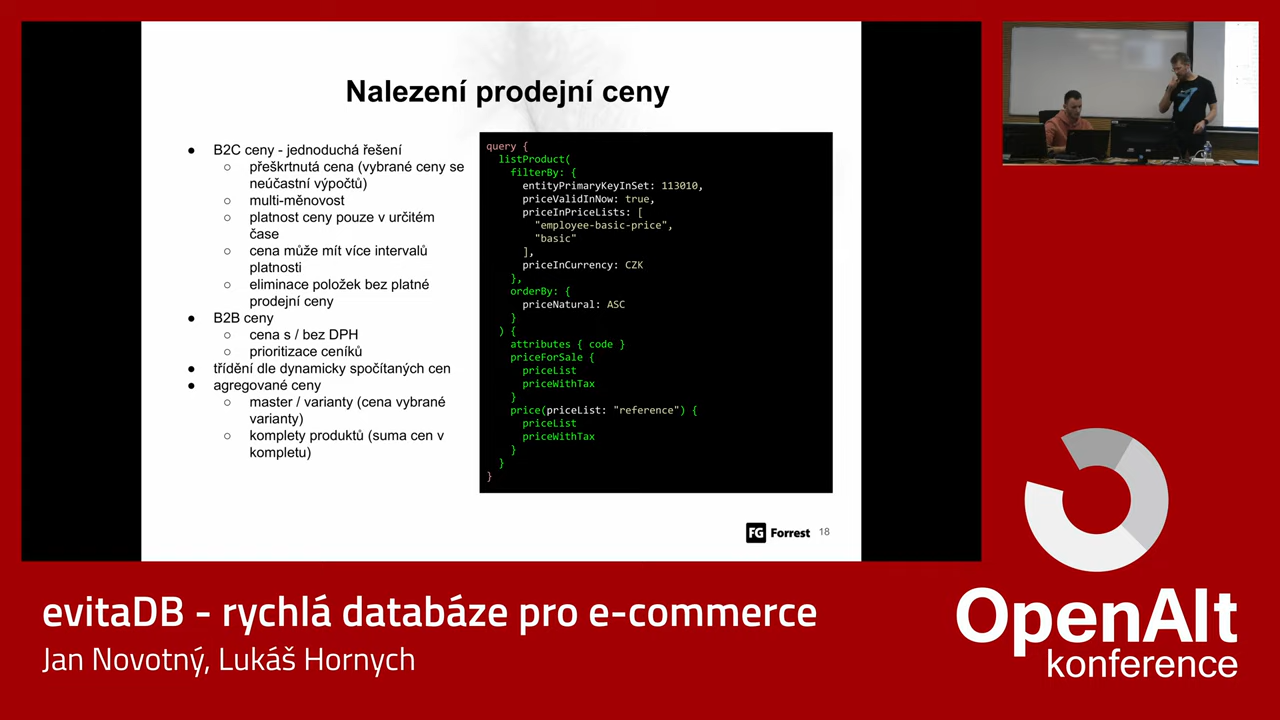 Nalezení prodejní ceny
● B2C ceny - jednoduchá řešení
○ přeškrtnutá cena (vybrané ceny se
neúčastní výpočtů)
○ multi-měnovost
○ platnost ceny pouze v určitém
čase
○ cena může mít více intervalů
platnosti
○ eliminace položek bez platné
prodejní ceny
● B2B ceny
○ cena s / bez DPH
○ prioritizace ceníků
● třídění dle dynamicky spočítaných cen
● agregované ceny
○ master / varianty (cena vybrané
varianty)
○ komplety produktů (suma cen v
kompletu)
query {
listProduct(
filterBy: {
entityPrimaryKeyInSet: 113010,
priceValidInNow: true,
priceInPriceLists: [
"employee-basic-price",
"basic"
],
priceInCurrency: CZK
},
orderBy: {
priceNatural: ASC
}
) {
attributes { code }
priceForSale {
priceList
priceWithTax
}
price(priceList: "reference") {
priceList
priceWithTax
}
}
}
FG Forrest 18
evitaDB - rychlá databáze pro e-commerce
Jan Novotný, Lukáš Hornych
OpenAlt
konference